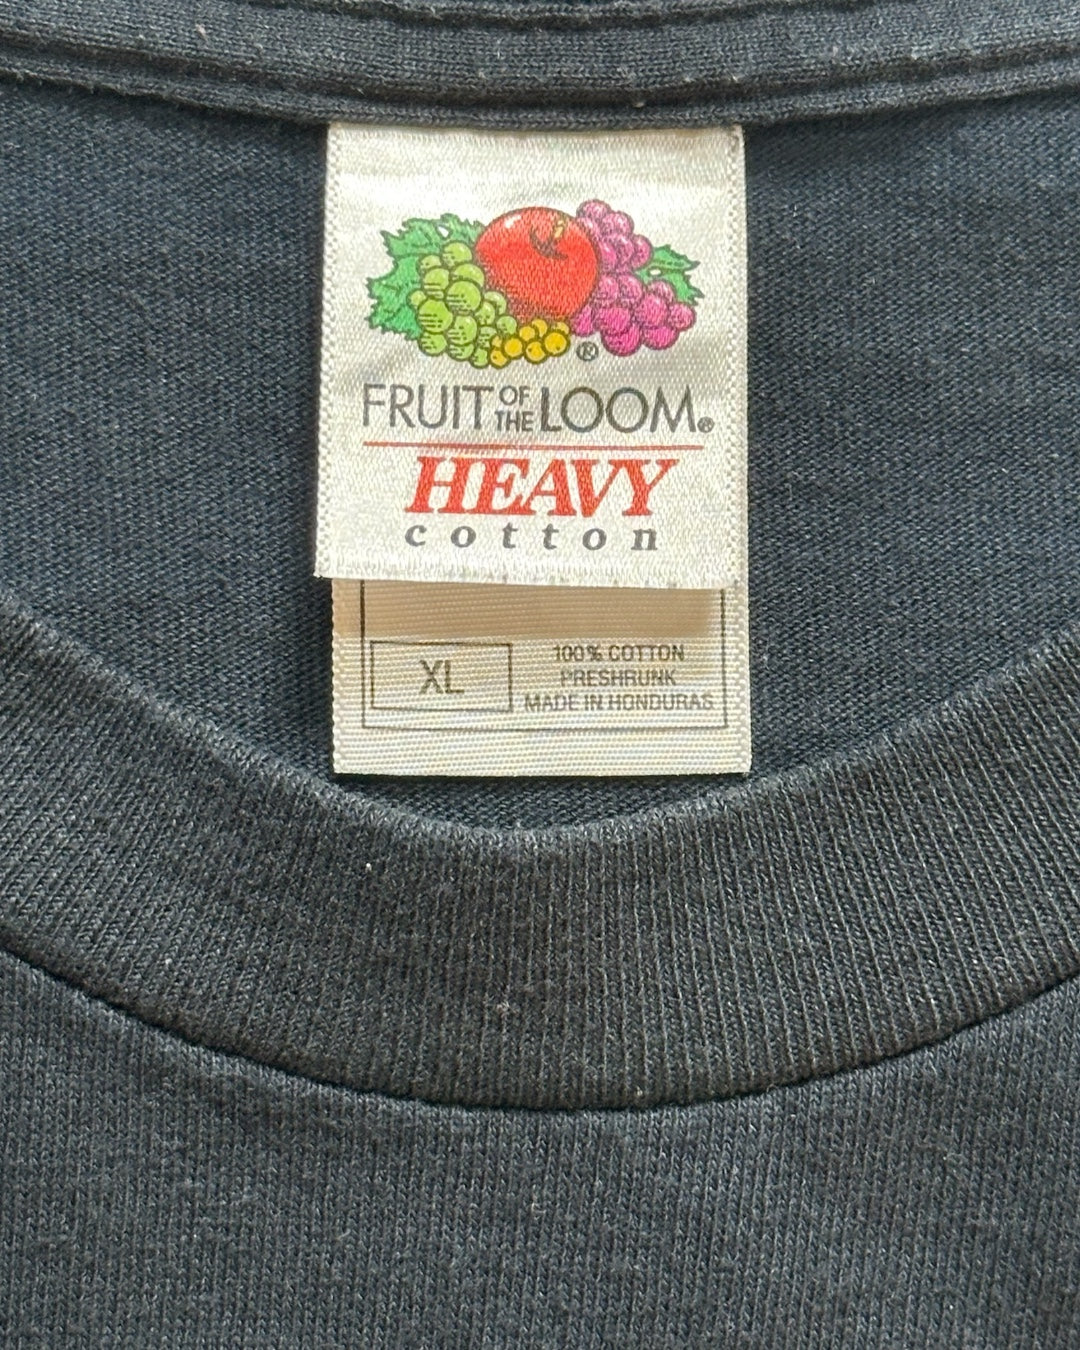 ®
FRUIT OF THE LOOM®
HEAVY
cotton
XL
100% COTTON
PRESHRUNK
MADE IN HONDURAS